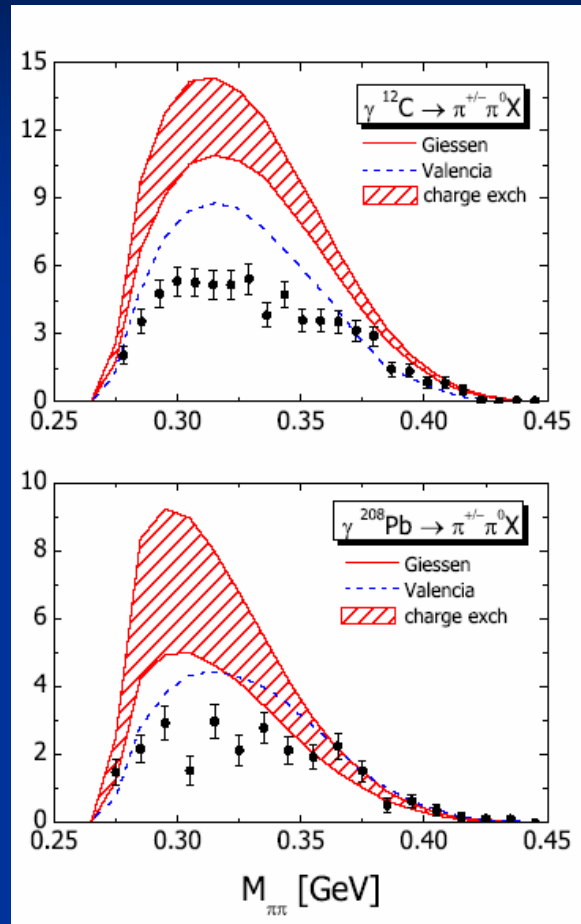 15
12
9
6
3
0
γ ¹²C → π⁺ᐟ⁻ π⁰X
Giessen
Valencia
charge exch
0.25 0.30 0.35 0.40 0.45
10
8
6
4
2
0
γ ²⁰⁸Pb → π⁺ᐟ⁻ π⁰X
Giessen
Valencia
charge exch
0.25 0.30 0.35 0.40 0.45
M_ππ [GeV]